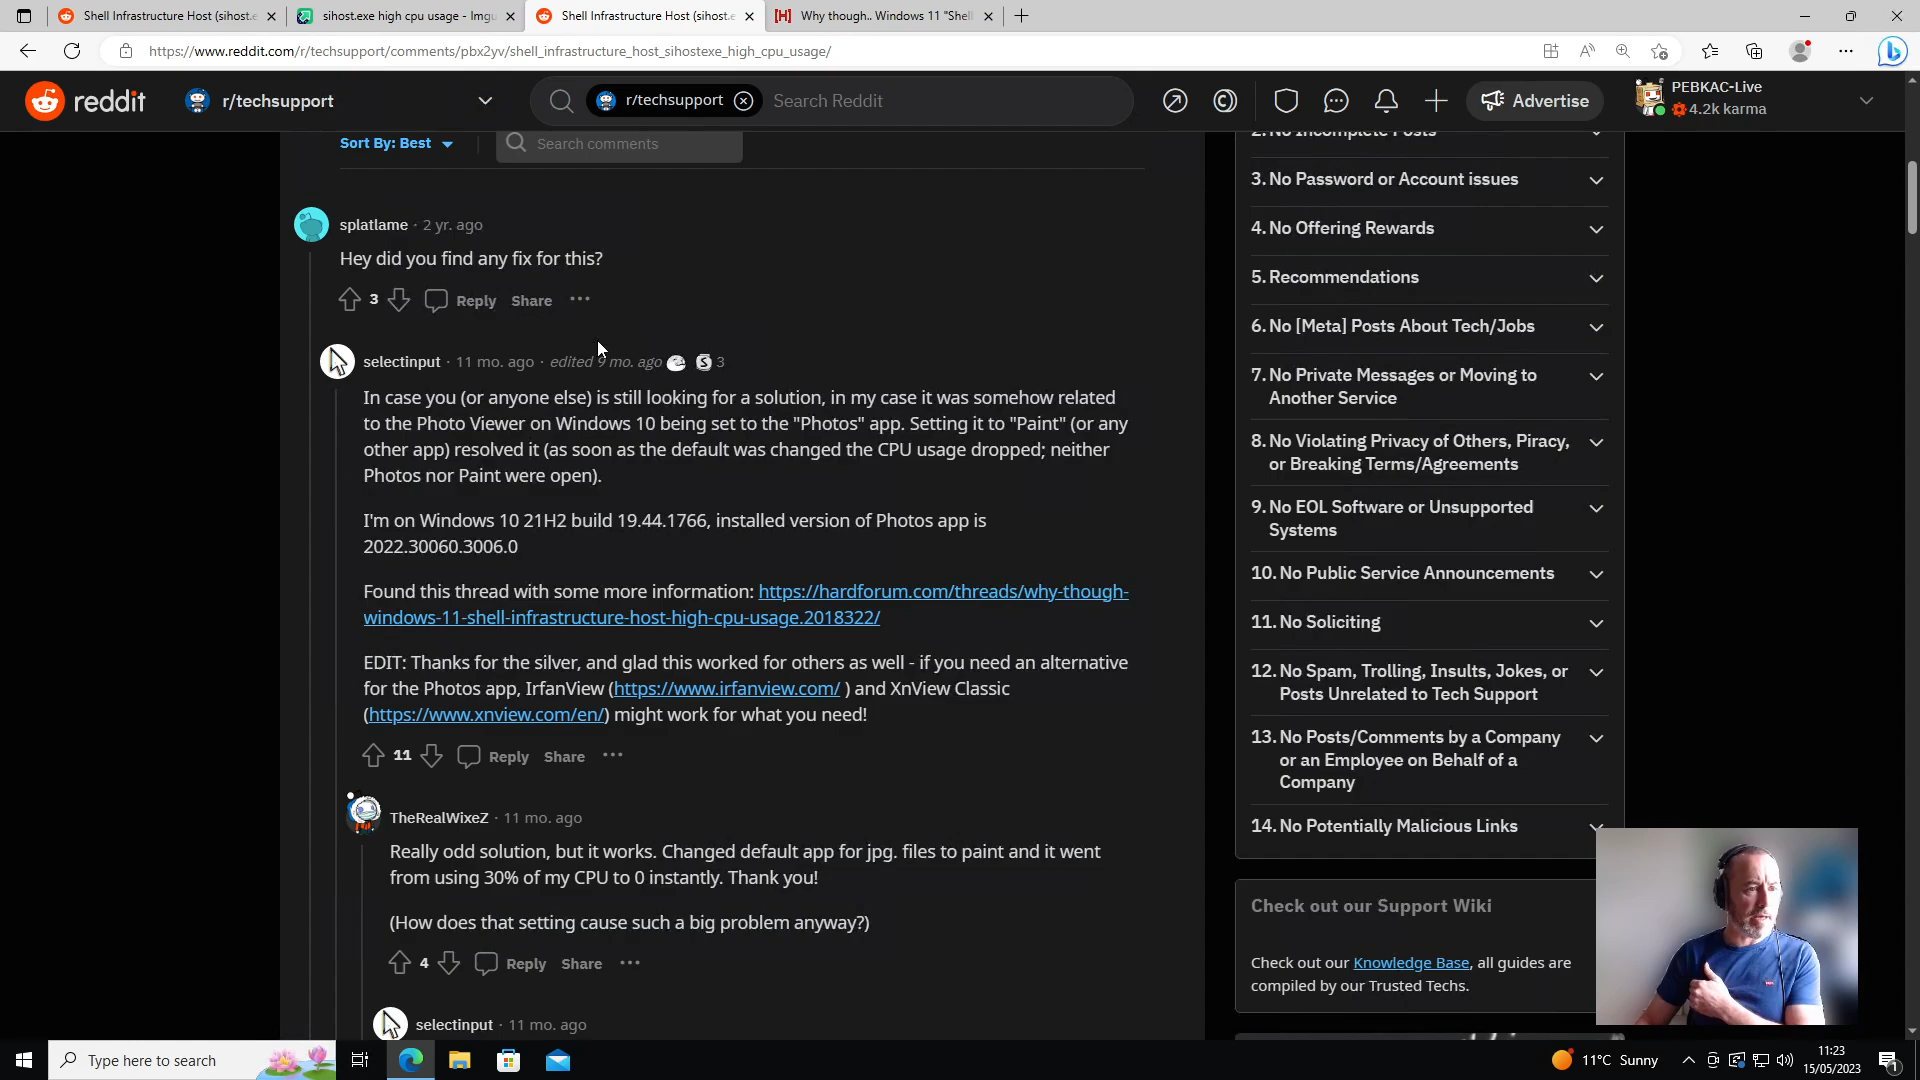 Shell Infrastructure Host (sihost.e
sihost.exe high cpu usage - Imgu
Shell Infrastructure Host (sihost.e
[H] Why though.. Windows 11 "Shel
https://www.reddit.com/r/techsupport/comments/pbx2yv/shell_infrastructure_host_sihostexe_high_cpu_usage/
reddit
r/techsupport
r/techsupport
Search Reddit
Advertise
PEBKAC-Live
4.2k karma
Sort By: Best
Search comments
splatlame · 2 yr. ago
Hey did you find any fix for this?
3 Reply Share ···
selectinput · 11 mo. ago · edited 9 mo. ago S 3
In case you (or anyone else) is still looking for a solution, in my case it was somehow related
to the Photo Viewer on Windows 10 being set to the "Photos" app. Setting it to "Paint" (or any
other app) resolved it (as soon as the default was changed the CPU usage dropped; neither
Photos nor Paint were open).
I'm on Windows 10 21H2 build 19.44.1766, installed version of Photos app is
2022.30060.3006.0
Found this thread with some more information: https://hardforum.com/threads/why-though-
windows-11-shell-infrastructure-host-high-cpu-usage.2018322/
EDIT: Thanks for the silver, and glad this worked for others as well - if you need an alternative
for the Photos app, IrfanView (https://www.irfanview.com/ ) and XnView Classic
(https://www.xnview.com/en/) might work for what you need!
11 Reply Share ···
TheRealWixeZ · 11 mo. ago
Really odd solution, but it works. Changed default app for jpg. files to paint and it went
from using 30% of my CPU to 0 instantly. Thank you!
(How does that setting cause such a big problem anyway?)
4 Reply Share ···
selectinput · 11 mo. ago
2. No Incomplete Posts
3. No Password or Account issues
4. No Offering Rewards
5. Recommendations
6. No [Meta] Posts About Tech/Jobs
7. No Private Messages or Moving to
Another Service
8. No Violating Privacy of Others, Piracy,
or Breaking Terms/Agreements
9. No EOL Software or Unsupported
Systems
10. No Public Service Announcements
11. No Soliciting
12. No Spam, Trolling, Insults, Jokes, or
Posts Unrelated to Tech Support
13. No Posts/Comments by a Company
or an Employee on Behalf of a
Company
14. No Potentially Malicious Links
Check out our Support Wiki
Check out our Knowledge Base, all guides are
compiled by our Trusted Techs.
Type here to search
11°C Sunny
11:23
15/05/2023
1